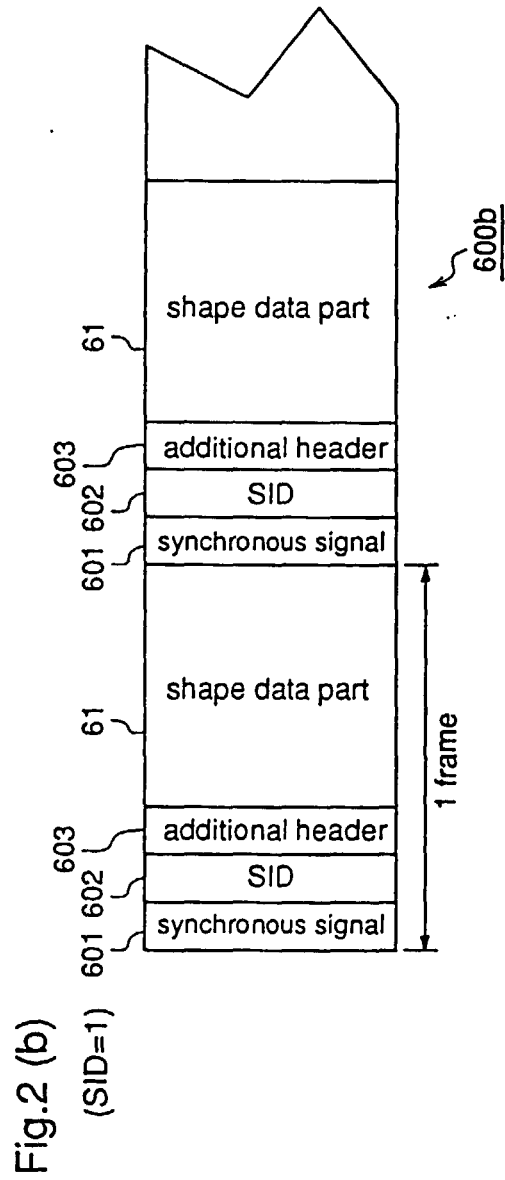 Fig.2 (b)
(SID=1)
601
602
603
61
601
602
603
61
synchronous signal
SID
additional header
shape data part
synchronous signal
SID
additional header
shape data part
1 frame
600b